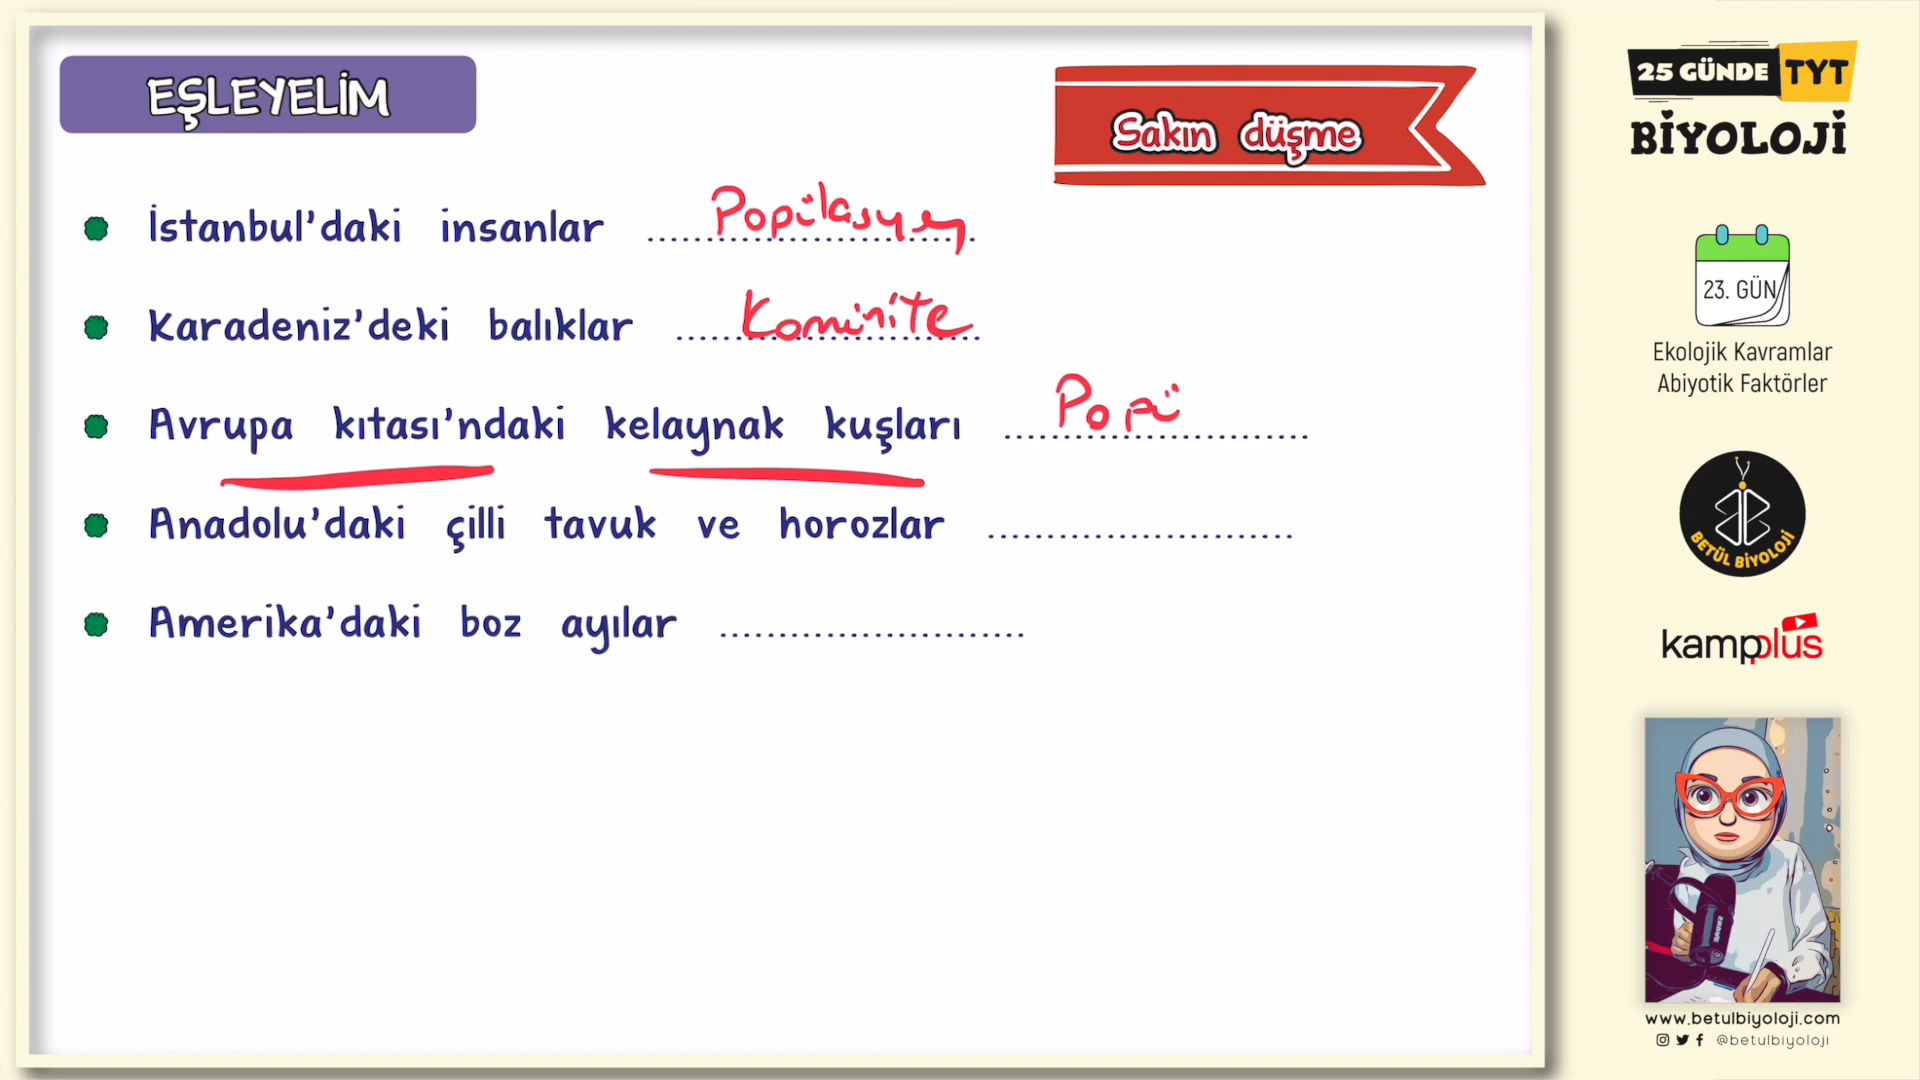 EŞLEYELİM
Sakın düşme
İstanbul'daki insanlar .......................... Popülasyon
Karadeniz'deki balıklar .......................... Kominite
Avrupa kıtası'ndaki kelaynak kuşları .......................... Popü
Anadolu'daki çilli tavuk ve horozlar ..........................
Amerika'daki boz ayılar ..........................
25 GÜNDE TYT
BİYOLOJİ
23. GÜN
Ekolojik Kavramlar
Abiyotik Faktörler
BETÜL BİYOLOJİ
kampplus
www.betulbiyoloji.com
@betulbiyoloji